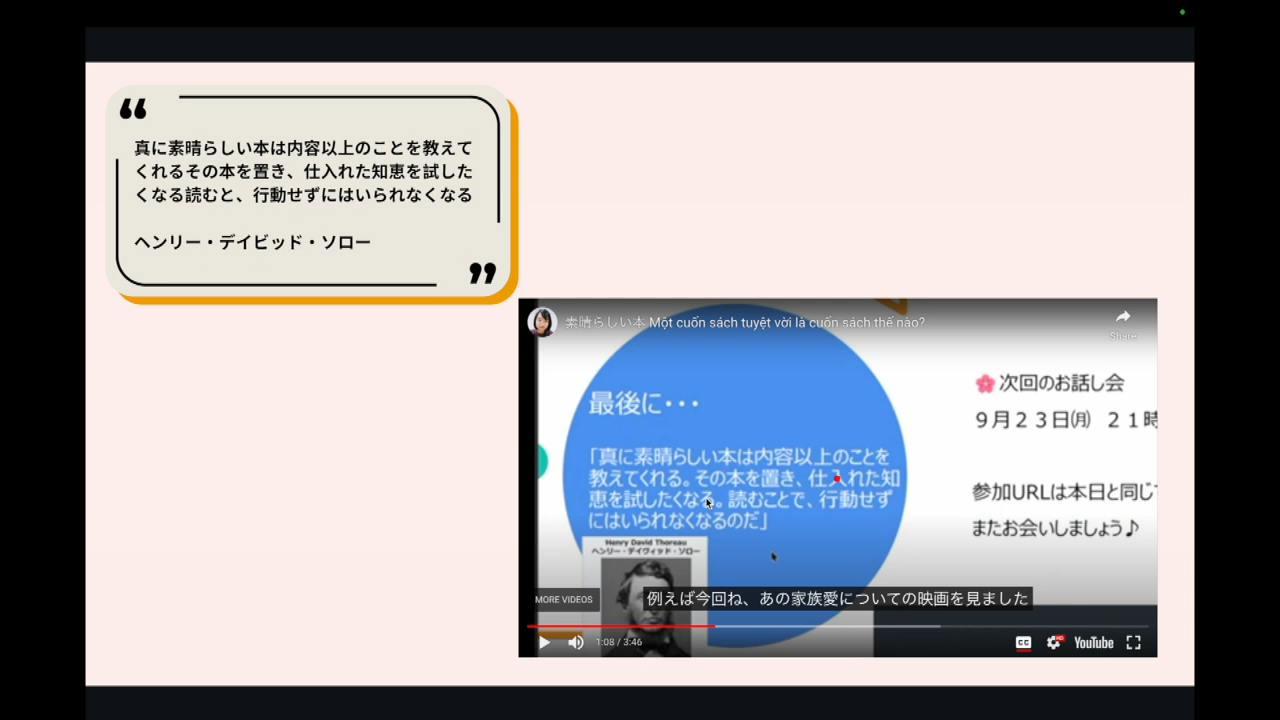 “
真に素晴らしい本は内容以上のことを教えて
くれるその本を置き、仕入れた知恵を試した
くなる読むと、行動せずにはいられなくなる
ヘンリー・デイビッド・ソロー
”
素晴らしい本 Một cuốn sách tuyệt vời là cuốn sách thế nào?
Share
最後に・・・
「真に素晴らしい本は内容以上のことを
教えてくれる。その本を置き、仕入れた知
恵を試したくなる。読むことで、行動せず
にはいられなくなるのだ」
Henry David Thoreau
ヘンリー・デイヴィッド・ソロー
🌸次回のお話し会
９月２３日㈪ ２１時
参加URLは本日と同じ
またお会いしましょう♪
MORE VIDEOS
例えば今回ね、あの家族愛についての映画を見ました
1:08 / 3:46
CC
HD
YouTube